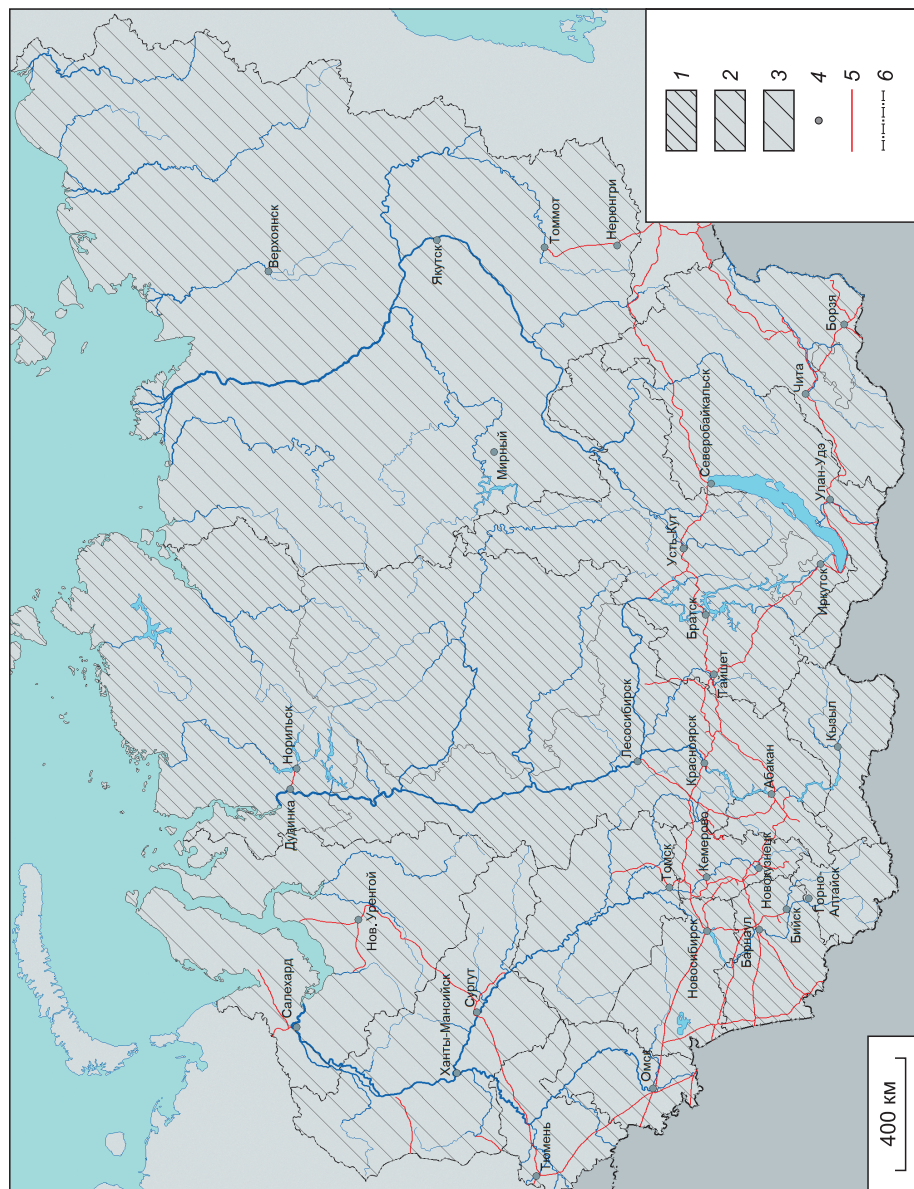 Салехард
Нов. Уренгой
Дудинка
Норильск
Верхоянск
Якутск
Томмот
Нерюнгри
Мирный
Ханты-Мансийск
Сургут
Тюмень
Омск
Новосибирск
Томск
Кемерово
Новокузнецк
Барнаул
Бийск
Горно-
Алтайск
Лесосибирск
Красноярск
Абакан
Кызыл
Тайшет
Братск
Усть-Кут
Иркутск
Северобайкальск
Улан-Удэ
Чита
Борзя
1
2
3
4
5
6
400 км